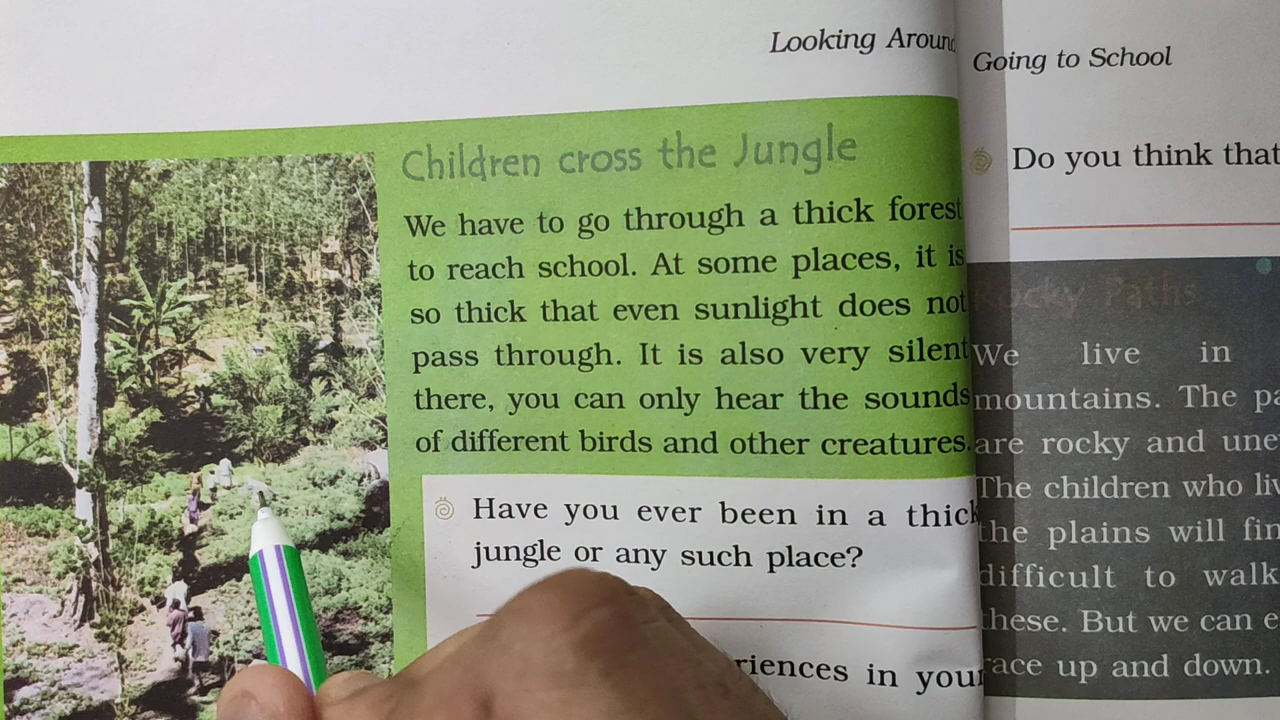 Looking Around
Children cross the Jungle
We have to go through a thick forest
to reach school. At some places, it is
so thick that even sunlight does not
pass through. It is also very silent
there, you can only hear the sounds
of different birds and other creatures.
Have you ever been in a thick
jungle or any such place?
in your
Going to School
Do you think that
Rocky Paths
We live in
mountains. The
are rocky and
The children who
the plains will
difficult to walk
these. But we can
race up and down.